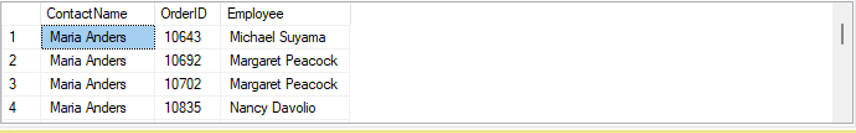 ContactName OrderID Employee
1 Maria Anders 10643 Michael Suyama
2 Maria Anders 10692 Margaret Peacock
3 Maria Anders 10702 Margaret Peacock
4 Maria Anders 10835 Nancy Davolio